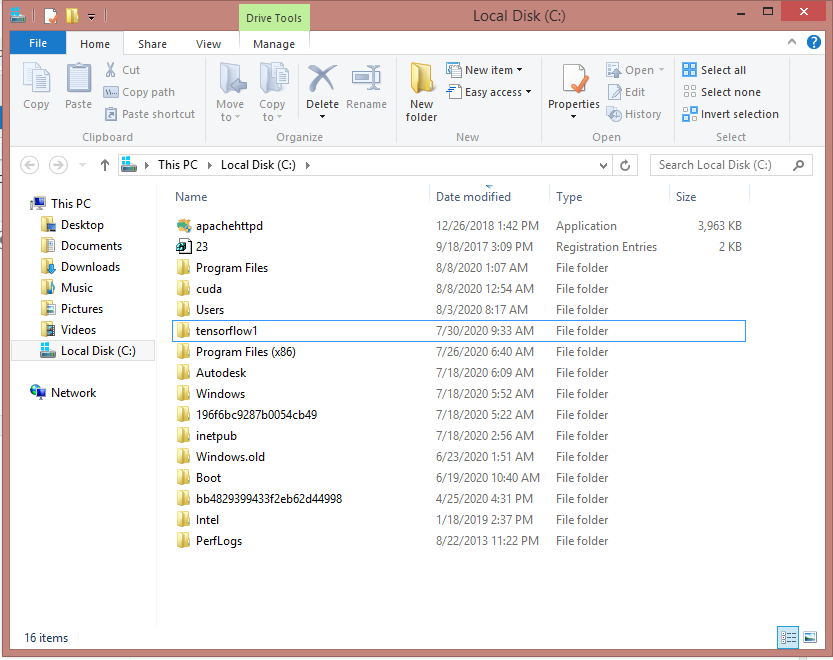 Drive Tools
Local Disk (C:)
File Home Share View Manage
Copy
Paste
Cut
Copy path
Paste shortcut
Clipboard
Move to
Copy to
Delete
Rename
Organize
New folder
New item
Easy access
New
Properties
Open
Edit
History
Open
Select all
Select none
Invert selection
Select
This PC Local Disk (C:)
Search Local Disk (C:)
This PC
Desktop
Documents
Downloads
Music
Pictures
Videos
Local Disk (C:)
Network
Name Date modified Type Size
apachehttpd 12/26/2018 1:42 PM Application 3,963 KB
23 9/18/2017 3:09 PM Registration Entries 2 KB
Program Files 8/8/2020 1:07 AM File folder
cuda 8/8/2020 12:54 AM File folder
Users 8/3/2020 8:17 AM File folder
tensorflow1 7/30/2020 9:33 AM File folder
Program Files (x86) 7/26/2020 6:40 AM File folder
Autodesk 7/18/2020 6:09 AM File folder
Windows 7/18/2020 5:52 AM File folder
196f6bc9287b0054cb49 7/18/2020 5:22 AM File folder
inetpub 7/18/2020 2:56 AM File folder
Windows.old 6/23/2020 1:51 AM File folder
Boot 6/19/2020 10:40 AM File folder
bb4829399433f2eb62d44998 4/25/2020 4:31 PM File folder
Intel 1/18/2019 2:37 PM File folder
PerfLogs 8/22/2013 11:22 PM File folder
16 items